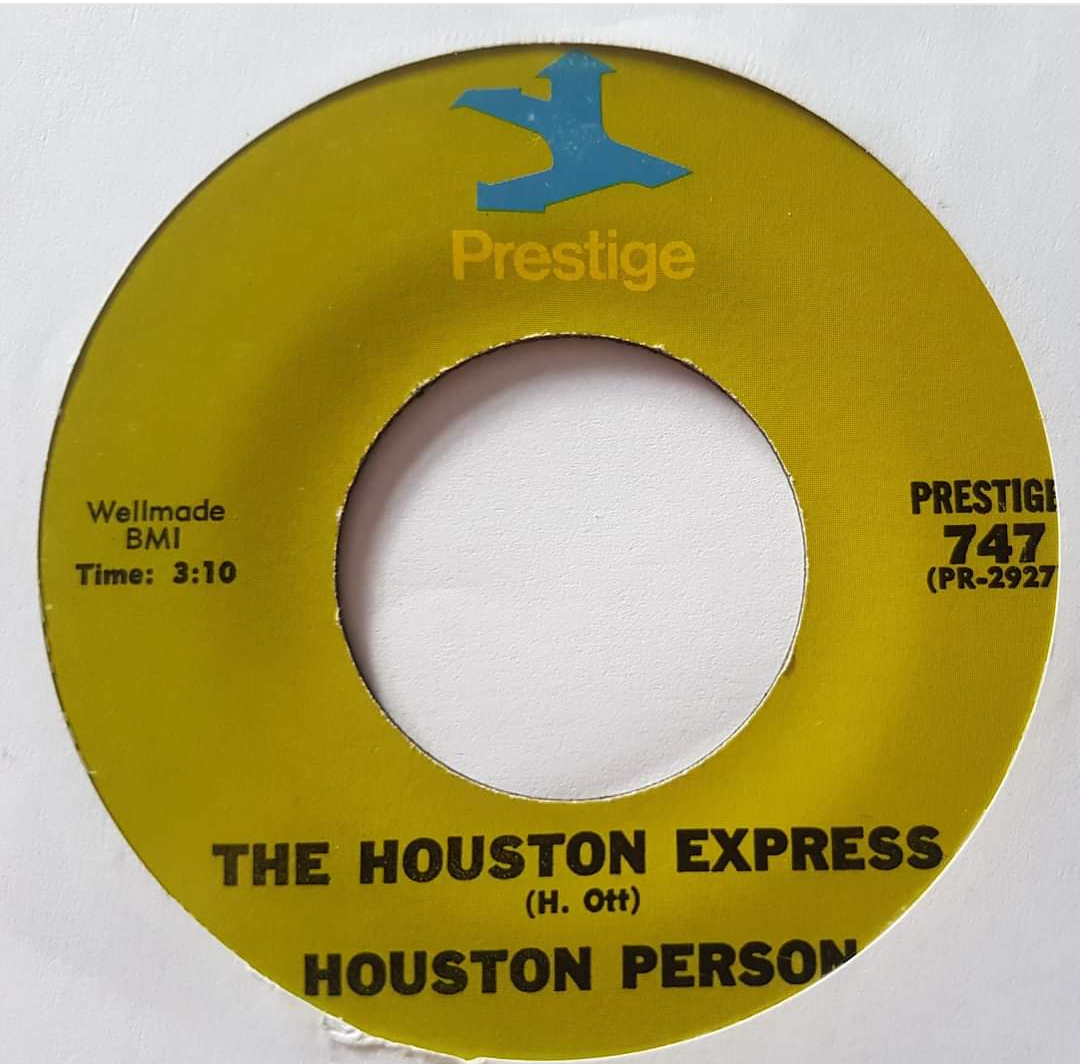 Prestige
Wellmade
BMI
Time: 3:10
PRESTIGE
747
(PR-2927
THE HOUSTON EXPRESS
(H. Ott)
HOUSTON PERSON